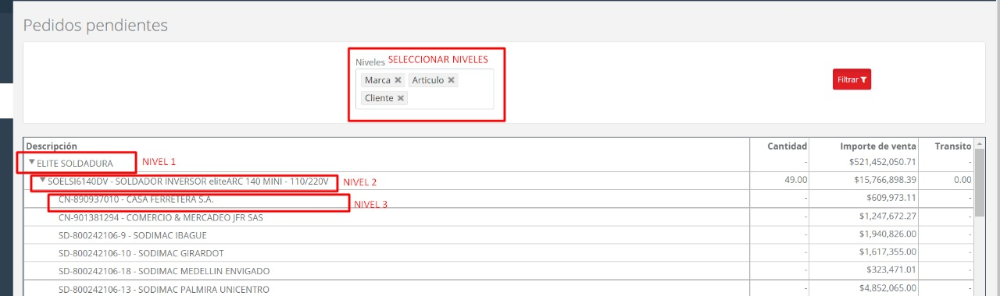 Pedidos pendientes
Niveles SELECCIONAR NIVELES
Marca × Articulo ×
Cliente ×
Filtrar
Descripción Cantidad Importe de venta Transito
ELITE SOLDADURA NIVEL 1 - $521,452,050.71 -
SOELSI6140DV - SOLDADOR INVERSOR eliteARC 140 MINI - 110/220V NIVEL 2 49.00 $15,766,898.39 0.00
CN-890937010 - CASA FERRETERA S.A. NIVEL 3 - $609,973.11 -
CN-901381294 - COMERCIO & MERCADEO JFR SAS - $1,247,672.27 -
SD-800242106-9 - SODIMAC IBAGUE - $1,940,826.00 -
SD-800242106-10 - SODIMAC GIRARDOT - $1,617,355.00 -
SD-800242106-18 - SODIMAC MEDELLIN ENVIGADO - $323,471.01 -
SD-800242106-13 - SODIMAC PALMIRA UNICENTRO - $4,852,065.00 -